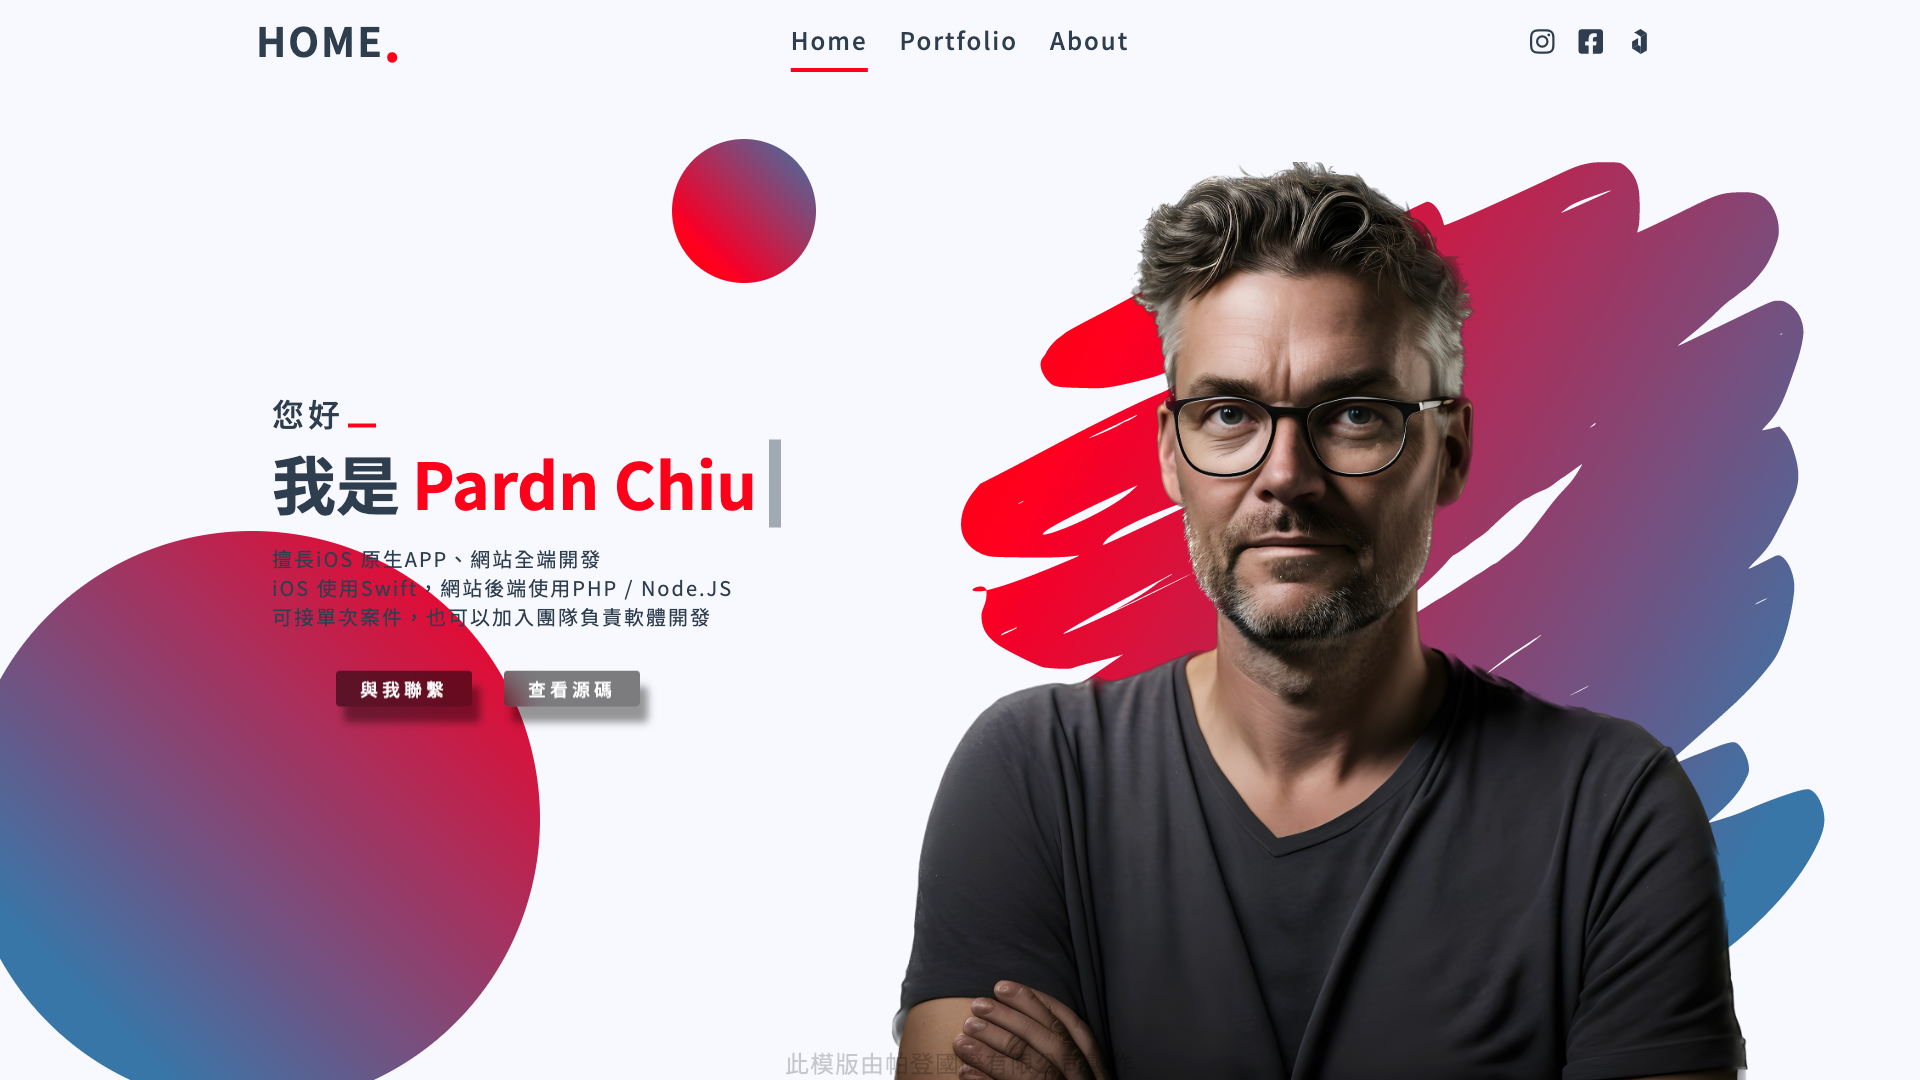 HOME.
Home Portfolio About
您好
我是 Pardn Chiu
擅長iOS 原生APP、網站全端開發
iOS 使用Swift，網站後端使用PHP / Node.JS
可接單次案件，也可以加入團隊負責軟體開發
與我聯繫 查看源碼
此模版由帕登國際有限公司